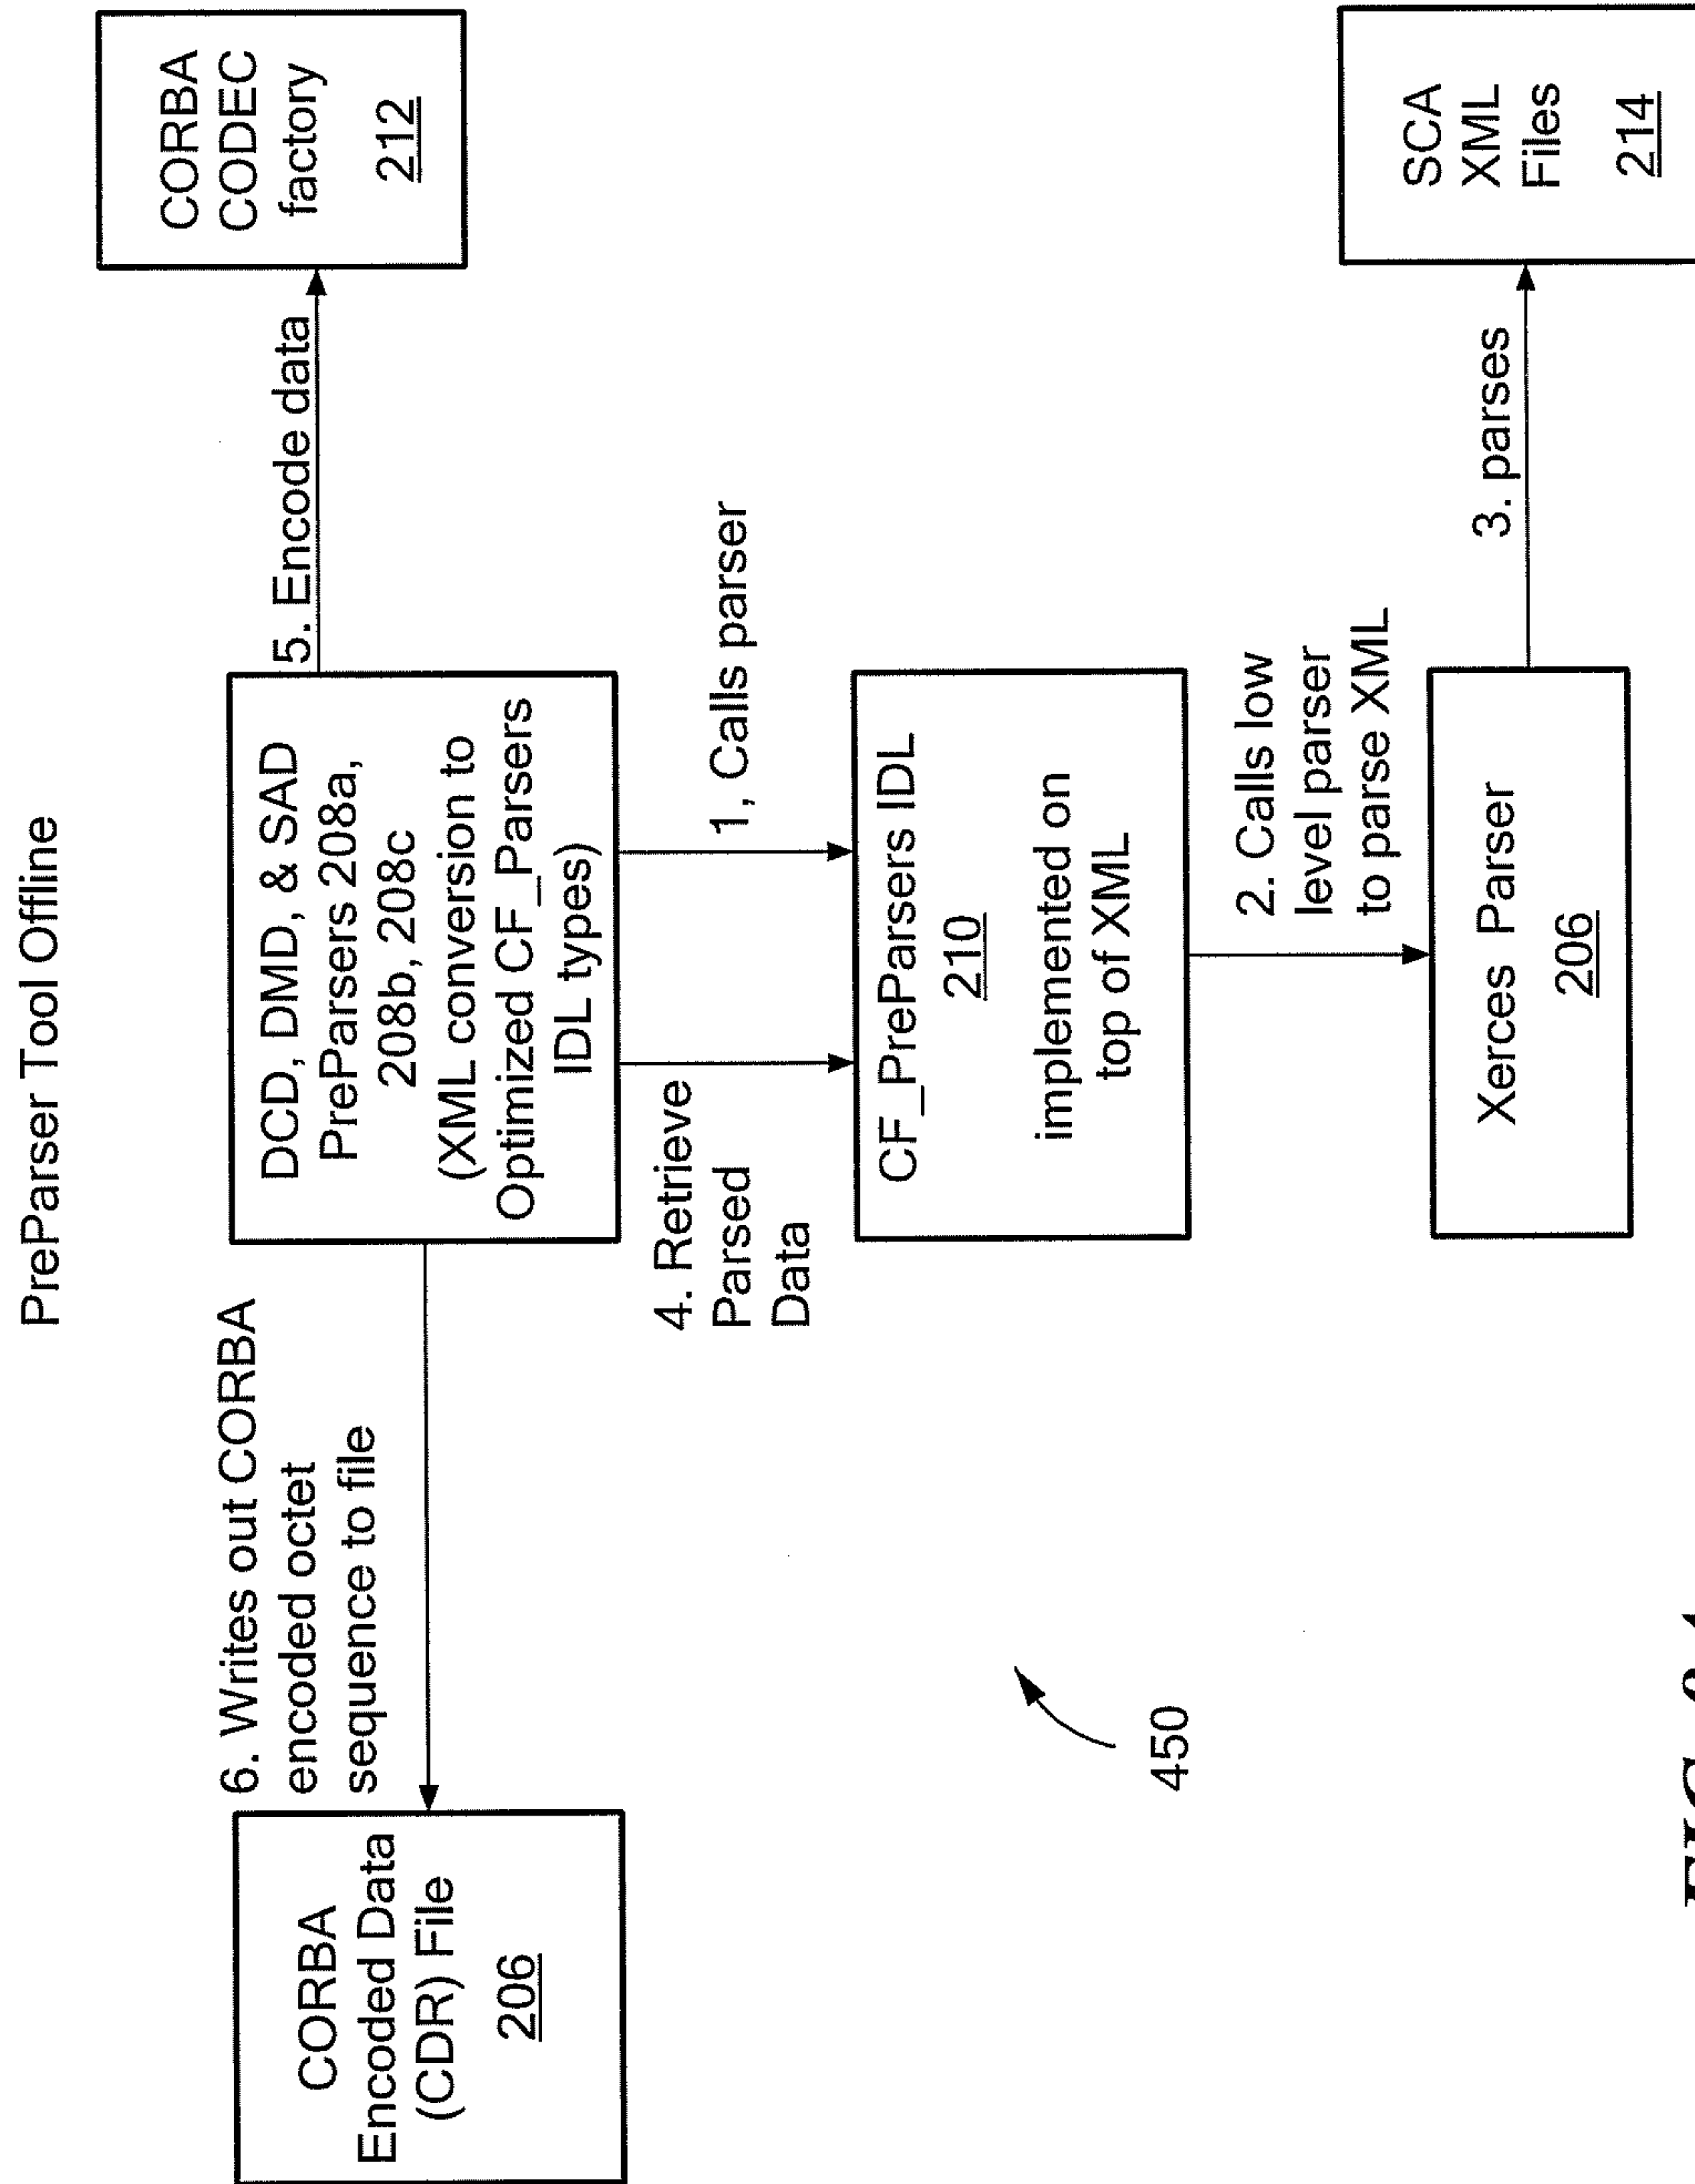 PreParser Tool Offline
6. Writes out CORBA
encoded octet
sequence to file
CORBA
Encoded Data
(CDR) File
206
DCD, DMD, & SAD
PreParsers 208a,
208b, 208c
(XML conversion to
Optimized CF_Parsers
IDL types)
5. Encode data
CORBA
CODEC
factory
212
4. Retrieve
Parsed
Data
1, Calls parser
CF_PreParsers IDL
210
implemented on
top of XML
2. Calls low
level parser
to parse XML
450
Xerces Parser
206
3. parses
SCA
XML
Files
214